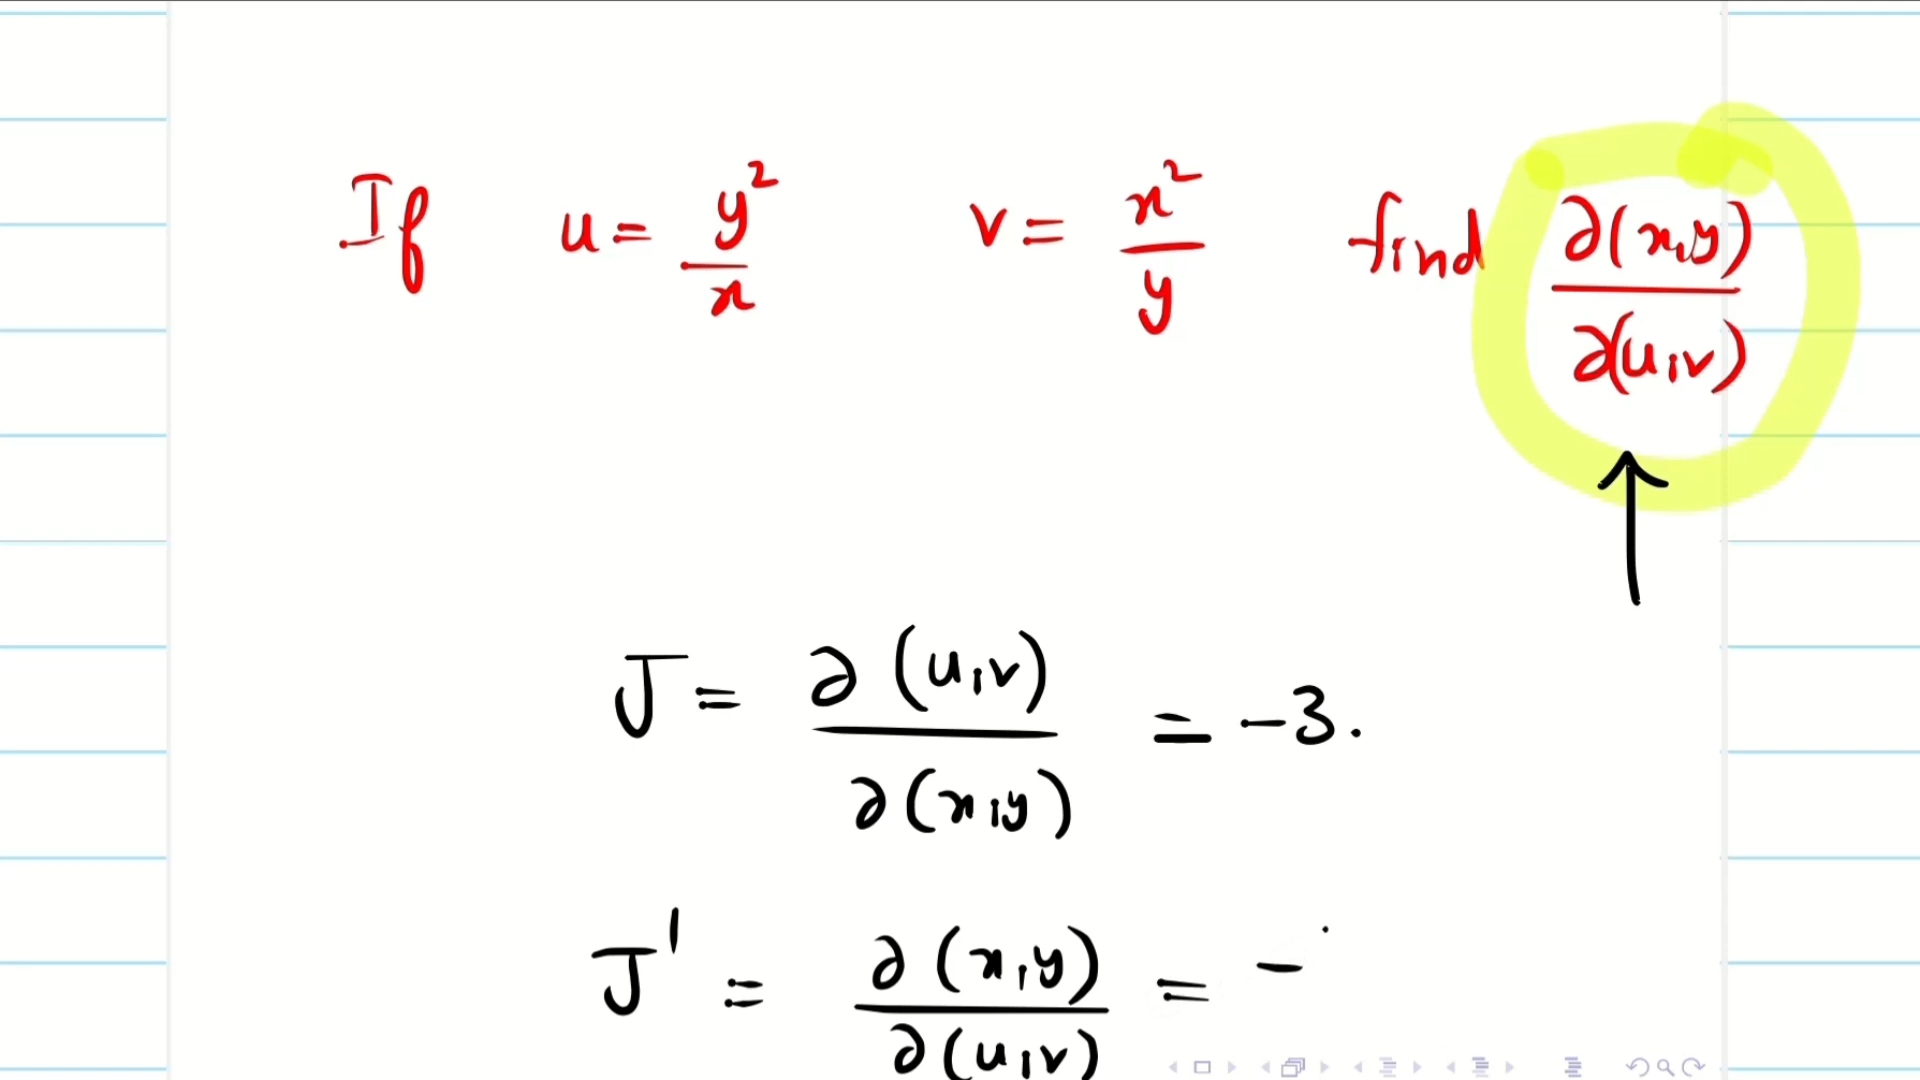 If u = y²/x v = x²/y find ∂(x,y)/∂(u,v)
J = ∂(u,v)/∂(x,y) = -3.
J' = ∂(x,y)/∂(u,v) = -